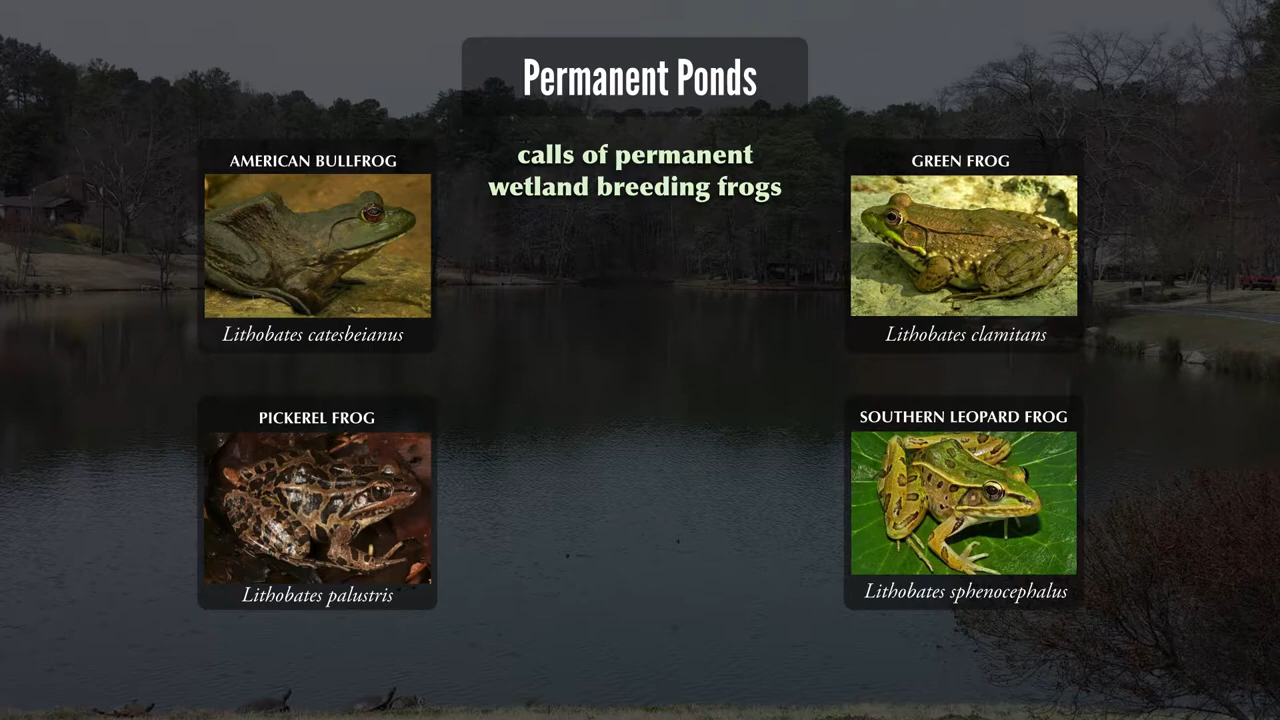 Permanent Ponds
calls of permanent
wetland breeding frogs
AMERICAN BULLFROG
Lithobates catesbeianus
GREEN FROG
Lithobates clamitans
PICKEREL FROG
Lithobates palustris
SOUTHERN LEOPARD FROG
Lithobates sphenocephalus